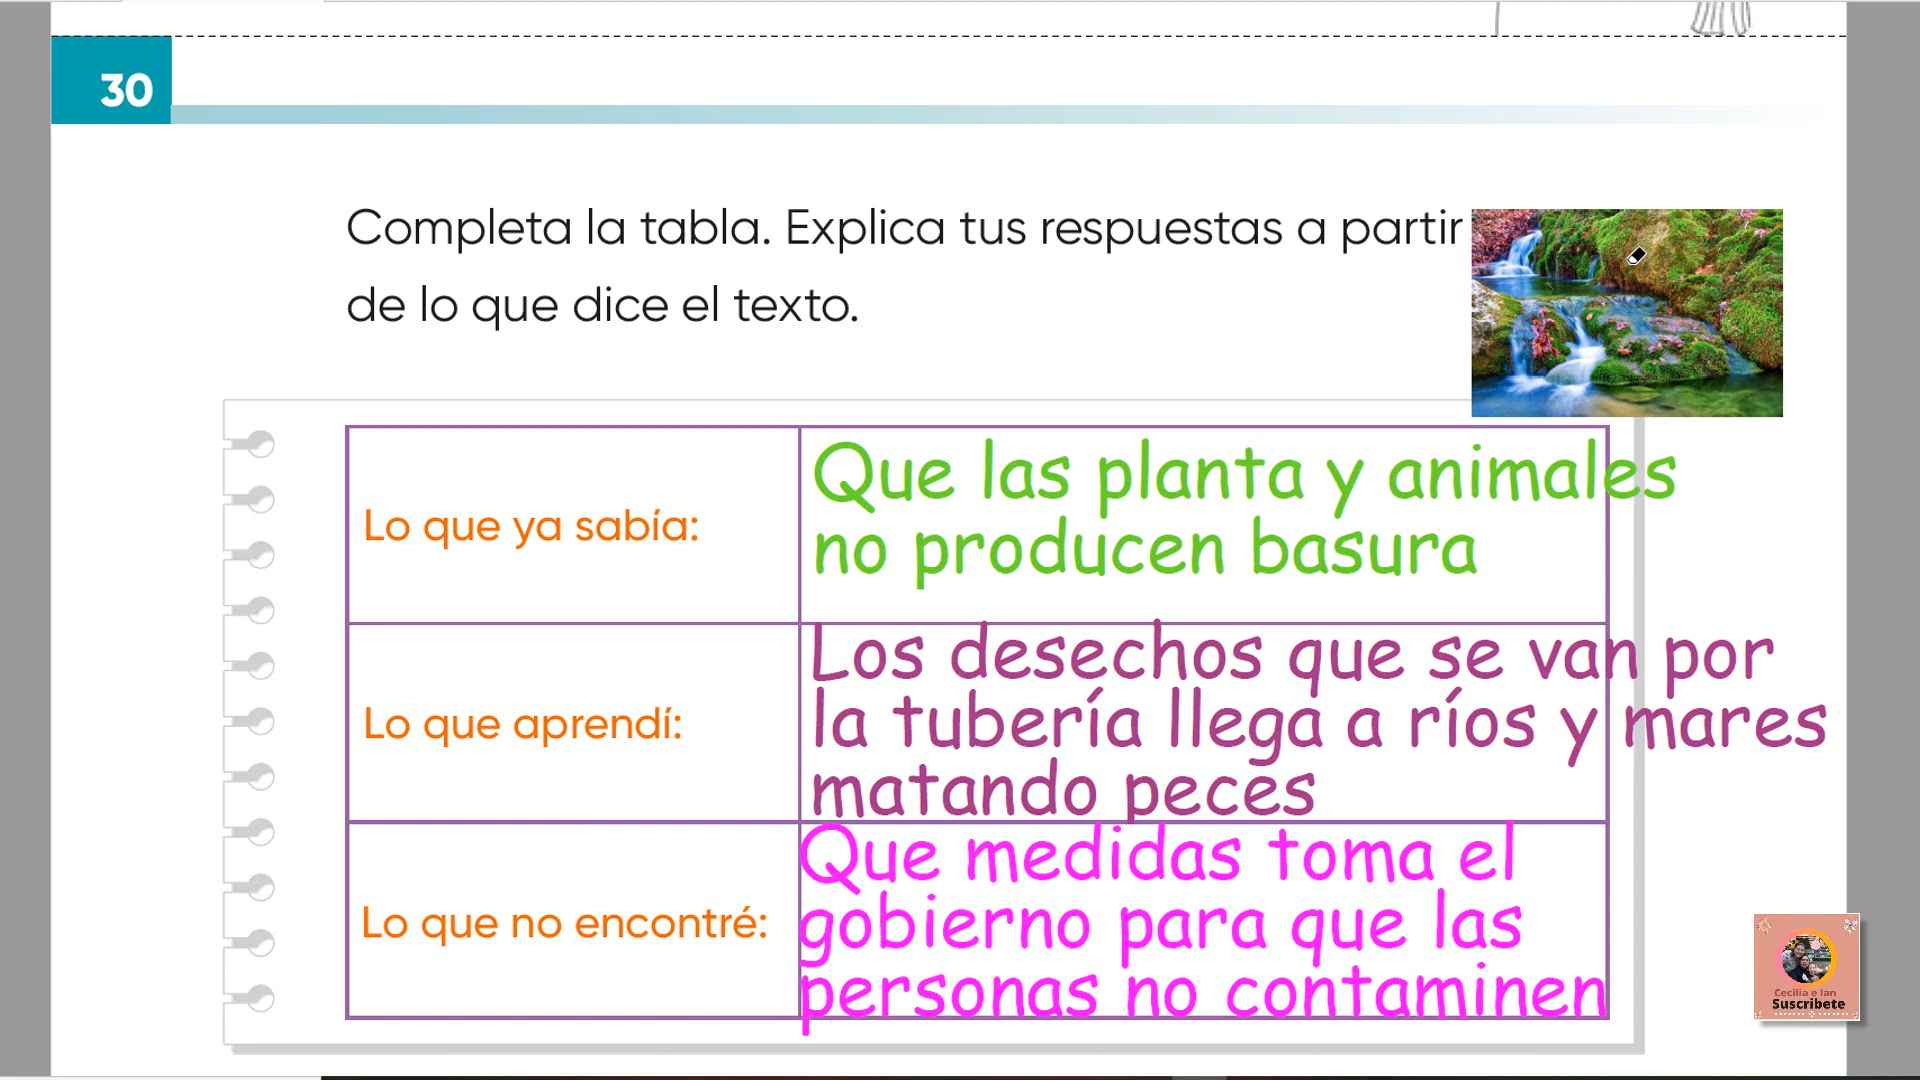 30
Completa la tabla. Explica tus respuestas a partir
de lo que dice el texto.
Lo que ya sabía:
Que las planta y animales
no producen basura
Lo que aprendí:
Los desechos que se van por
la tubería llega a ríos y mares
matando peces
Lo que no encontré:
Que medidas toma el
gobierno para que las
personas no contaminen
Cecilia e Ian
Suscríbete